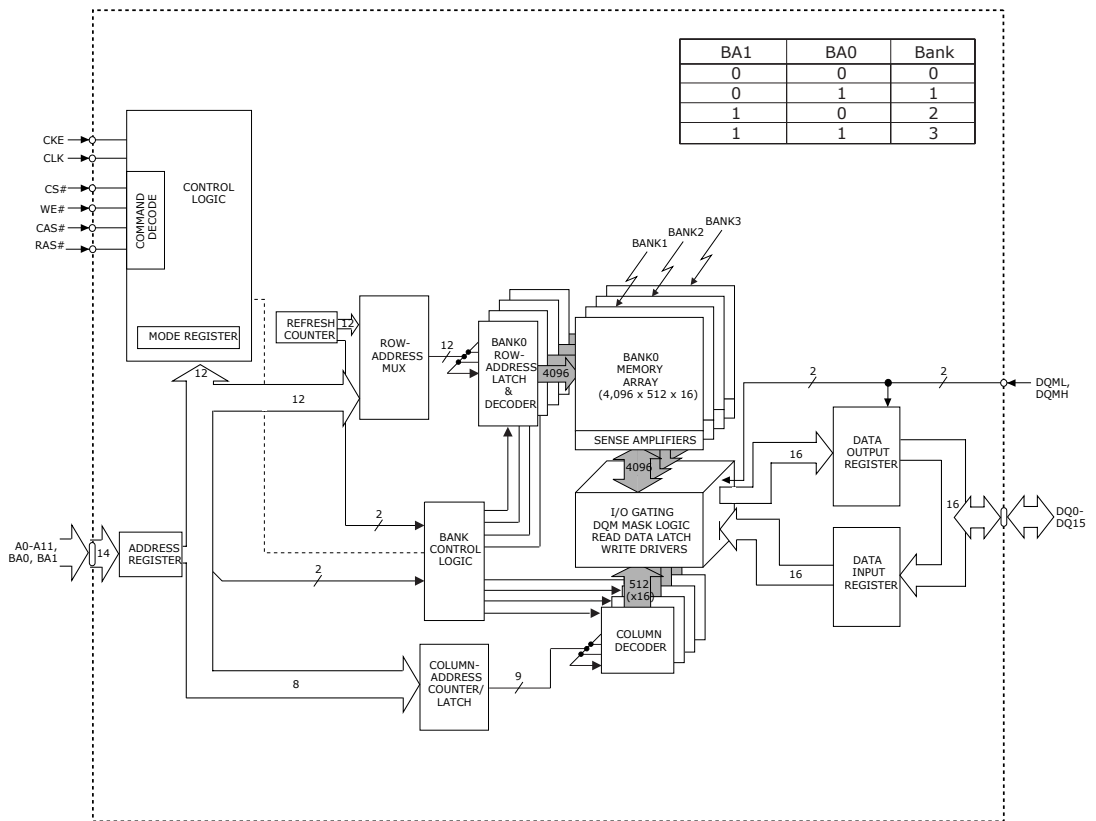 BA1 BA0 Bank
0 0 0
0 1 1
1 0 2
1 1 3
CKE
CLK
CS#
WE#
CAS#
RAS#
COMMAND
DECODE
CONTROL
LOGIC
MODE REGISTER
12
12
REFRESH
COUNTER
12
ROW-
ADDRESS
MUX
12
BANK0
ROW-
ADDRESS
LATCH
&
DECODER
4096
BANK1
BANK2
BANK3
BANK0
MEMORY
ARRAY
(4,096 x 512 x 16)
SENSE AMPLIFIERS
4096
I/O GATING
DQM MASK LOGIC
READ DATA LATCH
WRITE DRIVERS
2
2
DQML,
DQMH
16
DATA
OUTPUT
REGISTER
16
DQ0-
DQ15
16
DATA
INPUT
REGISTER
A0-A11,
BA0, BA1
14
ADDRESS
REGISTER
2
2
BANK
CONTROL
LOGIC
512
(x16)
COLUMN
DECODER
8
COLUMN-
ADDRESS
COUNTER/
LATCH
9